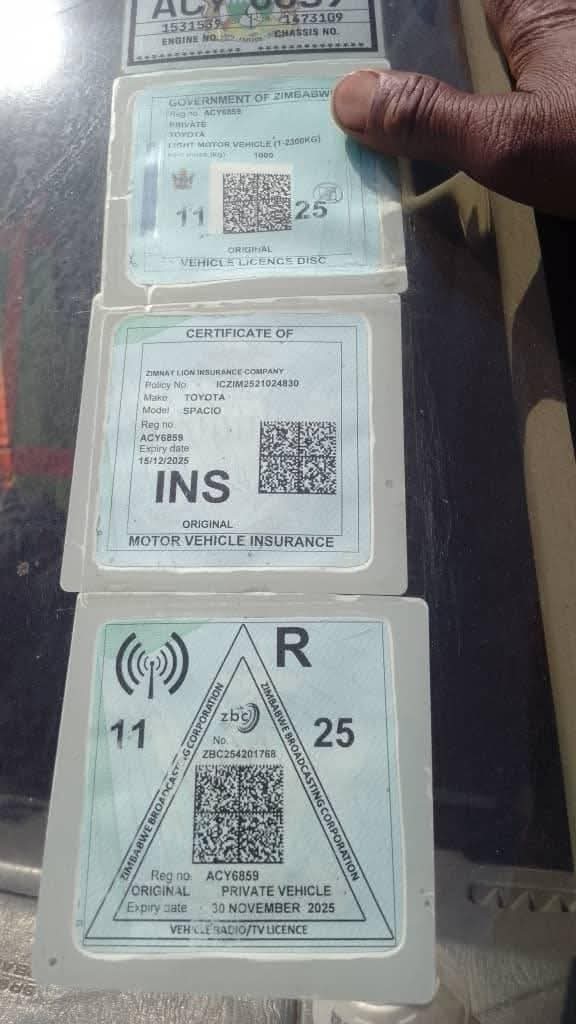 ACY 6859
1531539 1473109
ENGINE NO. CHASSIS NO.
GOVERNMENT OF ZIMBABWE
Reg no ACY6859
PRIVATE
TOYOTA
LIGHT MOTOR VEHICLE (1-2300KG)
(kg) 1000
11 25
ORIGINAL
VEHICLE LICENCE DISC
CERTIFICATE OF
ZIMNAT LION INSURANCE COMPANY
Policy No ICZIM2521024830
Make TOYOTA
Model SPACIO
Reg no
ACY6859
Expiry date
15/12/2025
INS
ORIGINAL
MOTOR VEHICLE INSURANCE
R
11 25
ZIMBABWE BROADCASTING CORPORATION
ZIMBABWE BROADCASTING CORPORATION
zbc
No.
ZBC254201768
Reg no ACY6859
ORIGINAL PRIVATE VEHICLE
Expiry date 30 NOVEMBER 2025
VEHICLE RADIO/TV LICENCE